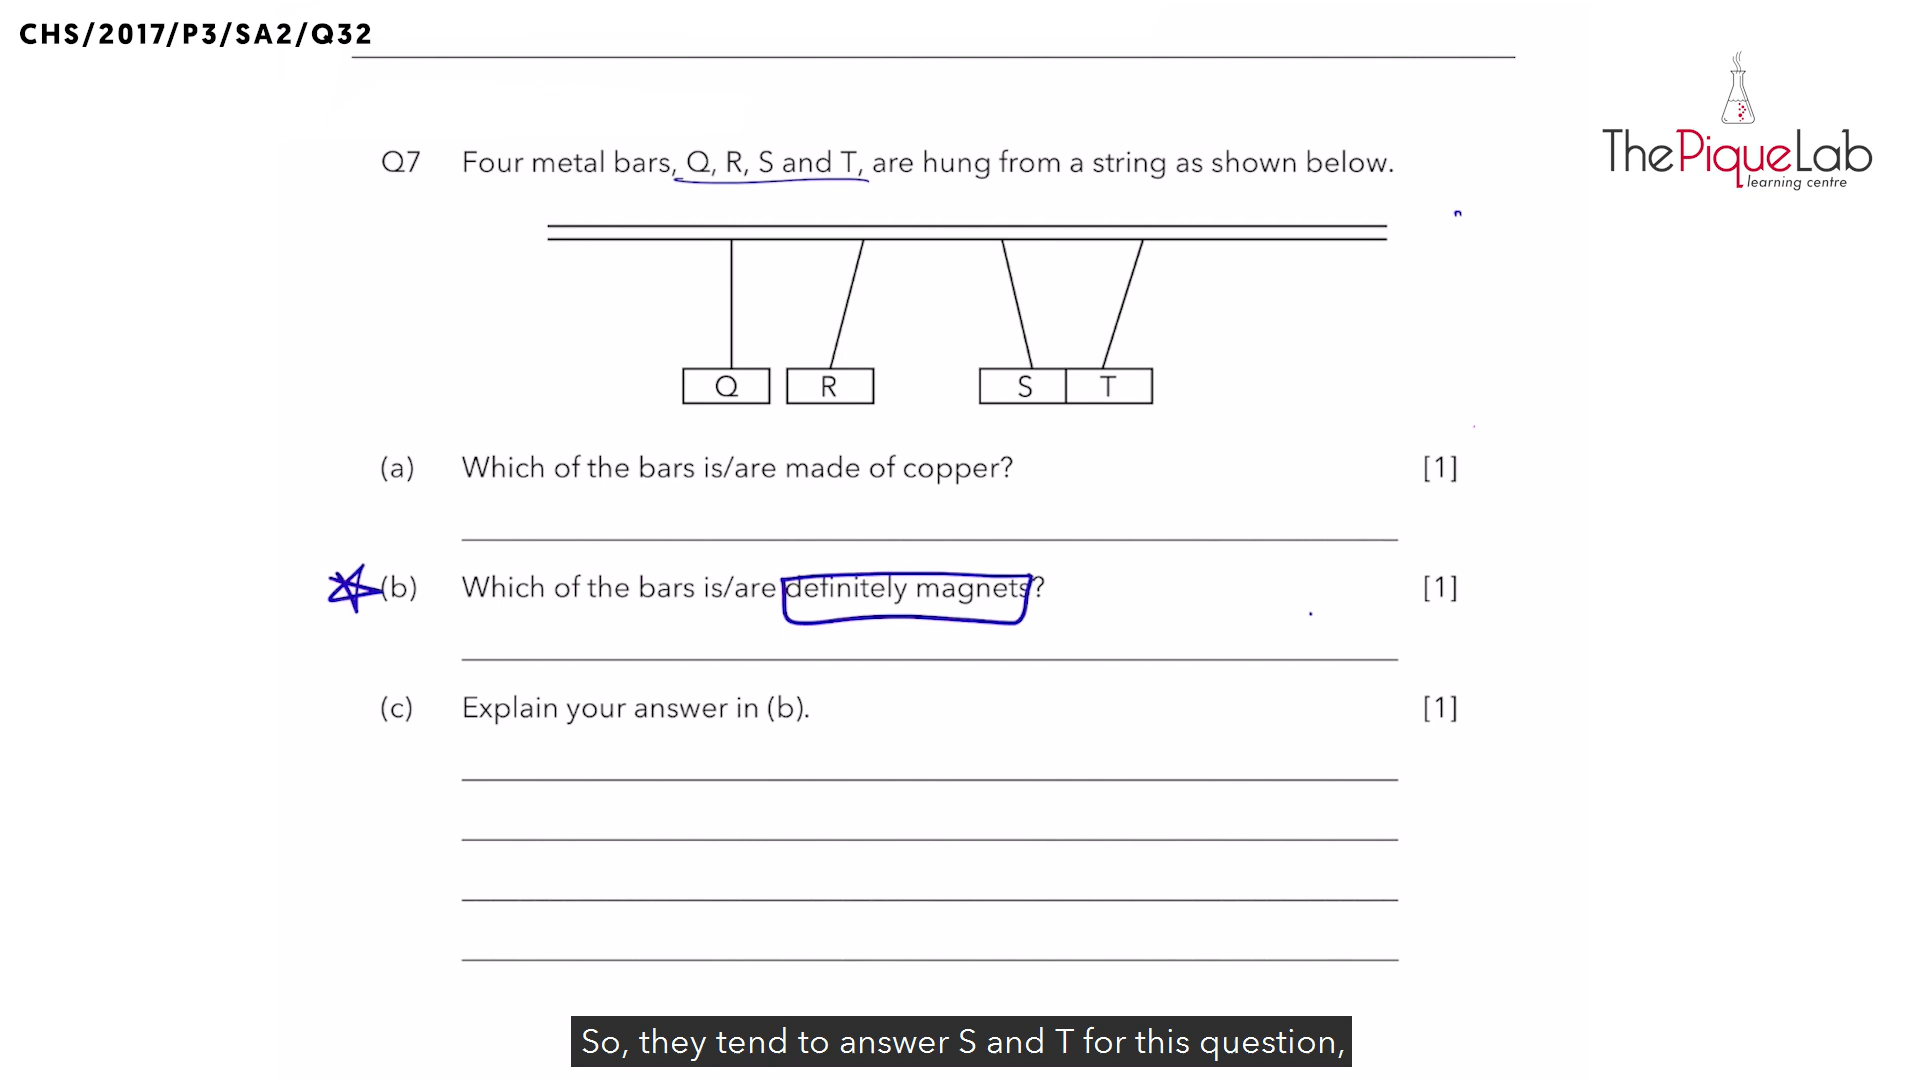 CHS/2017/P3/SA2/Q32
ThePiqueLab
learning centre
Q7 Four metal bars, Q, R, S and T, are hung from a string as shown below.
Q R S T
(a) Which of the bars is/are made of copper? [1]
(b) Which of the bars is/are definitely magnets? [1]
(c) Explain your answer in (b). [1]
So, they tend to answer S and T for this question,